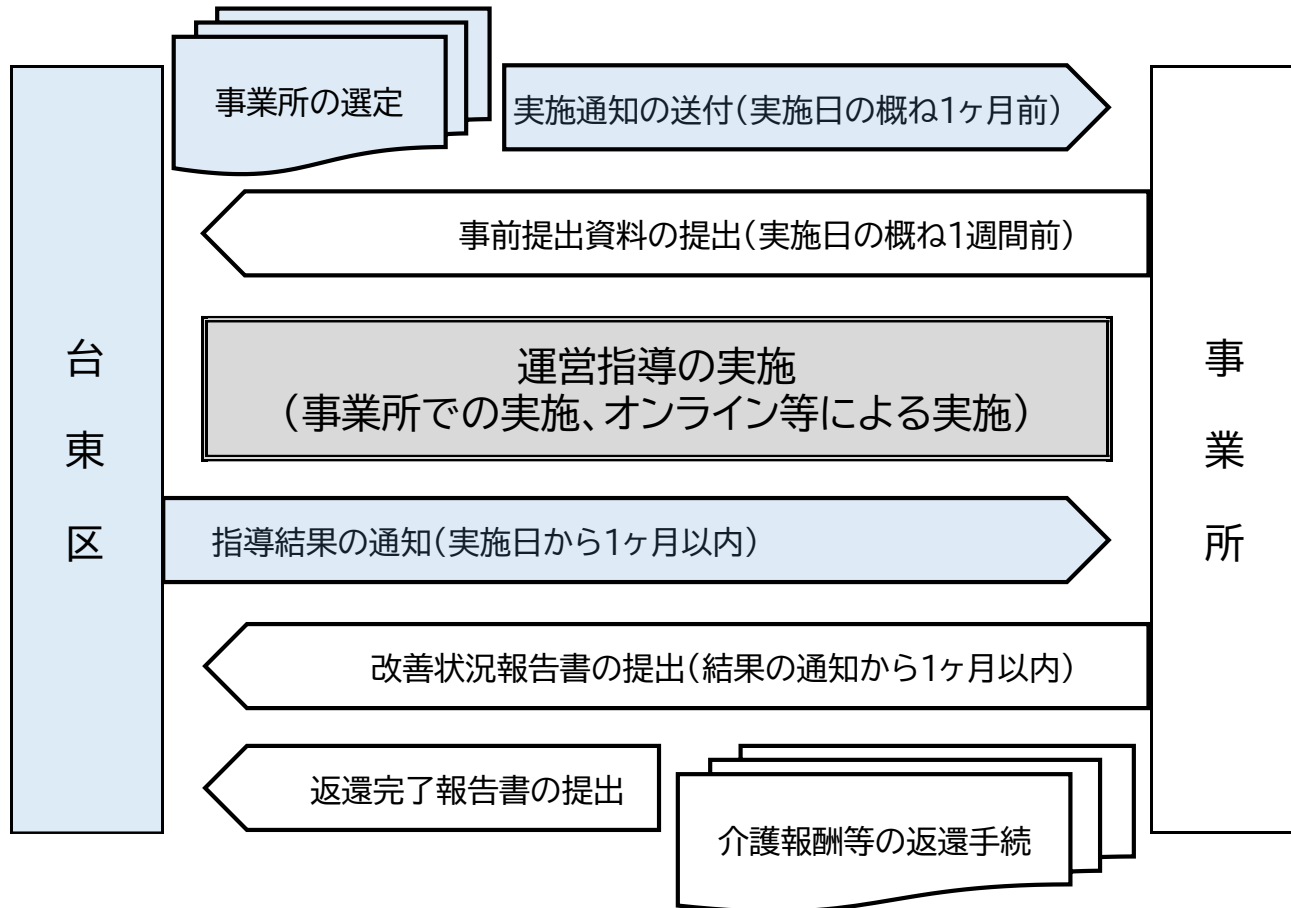 事業所の選定
実施通知の送付(実施日の概ね1ヶ月前)
事前提出資料の提出(実施日の概ね1週間前)
台東区
運営指導の実施
(事業所での実施、オンライン等による実施)
事業所
指導結果の通知(実施日から1ヶ月以内)
改善状況報告書の提出(結果の通知から1ヶ月以内)
返還完了報告書の提出
介護報酬等の返還手続